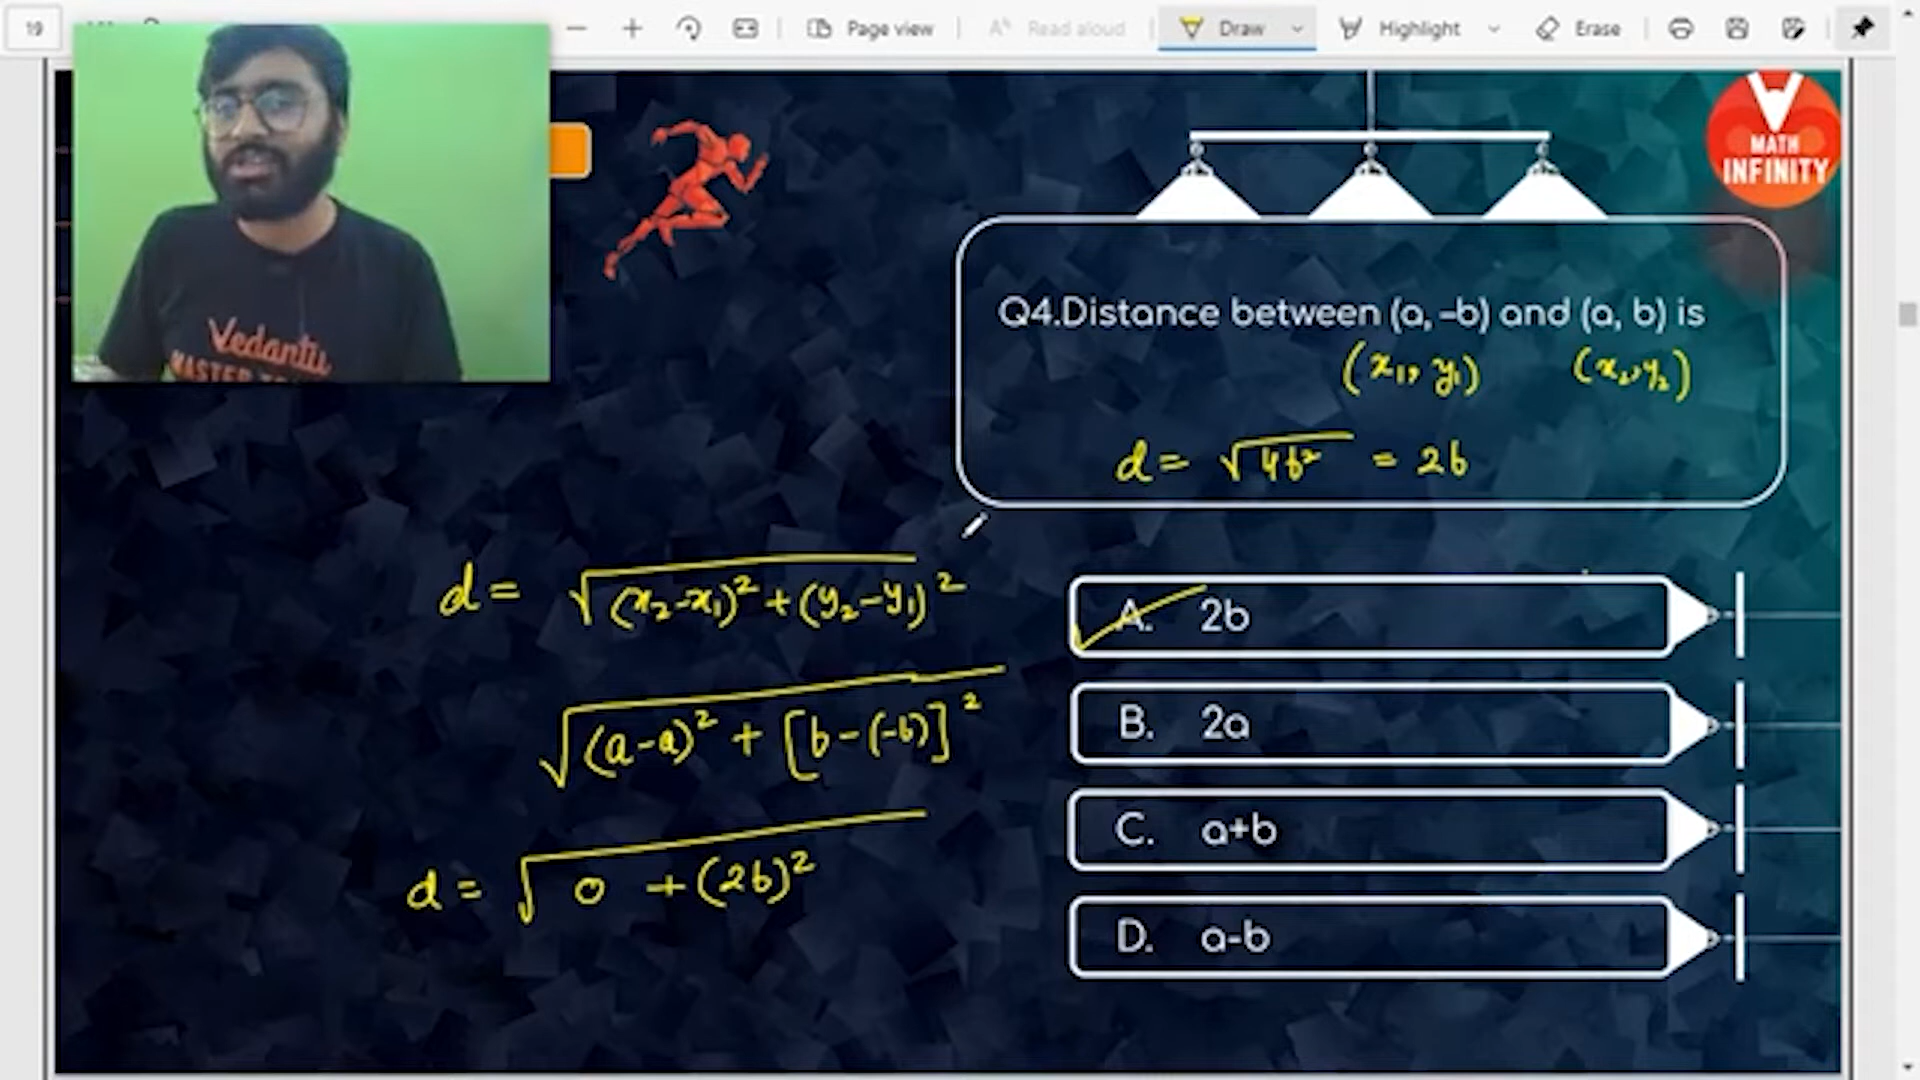 19
Page view
Read aloud
Draw
Highlight
Erase
MATH
INFINITY
Vedantu
MASTER
Q4.Distance between (a, –b) and (a, b) is
(x₁, y₁) (x₂, y₂)
d = √4b² = 2b
d = √(x₂-x₁)² + (y₂-y₁)²
√(a-a)² + [b-(-b)]²
d = √0 + (2b)²
A. 2b
B. 2a
C. a+b
D. a-b